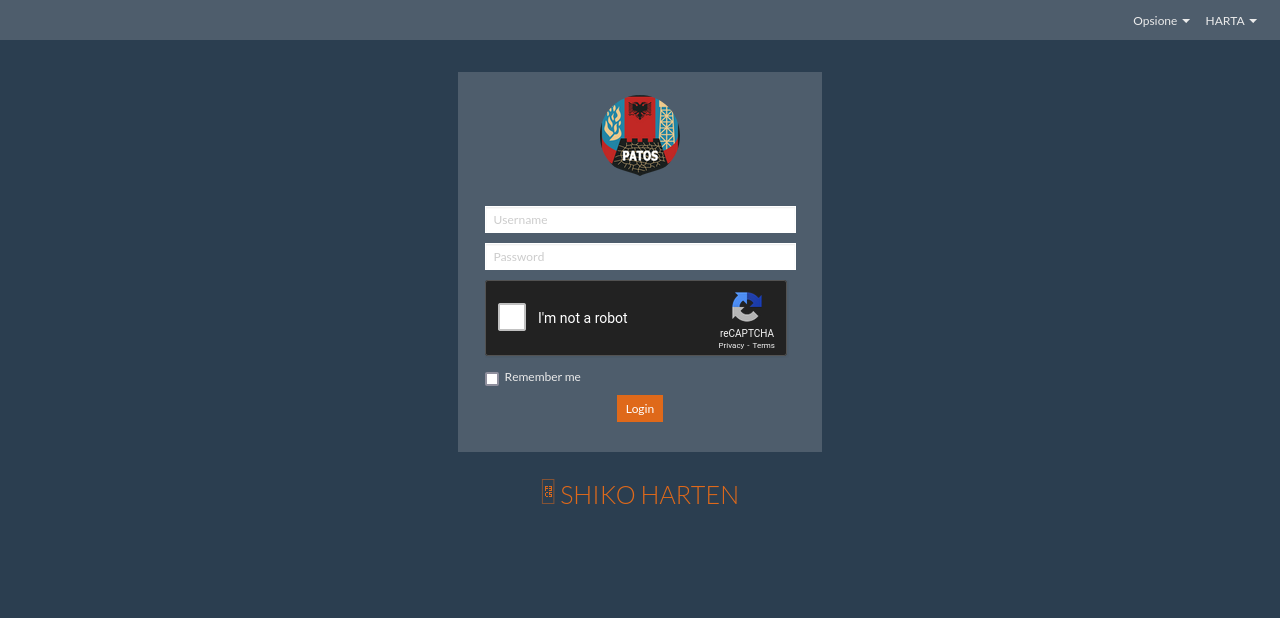 Opsione HARTA
PATOS
Username
Password
I'm not a robot
reCAPTCHA
Privacy - Terms
Remember me
Login
SHIKO HARTEN